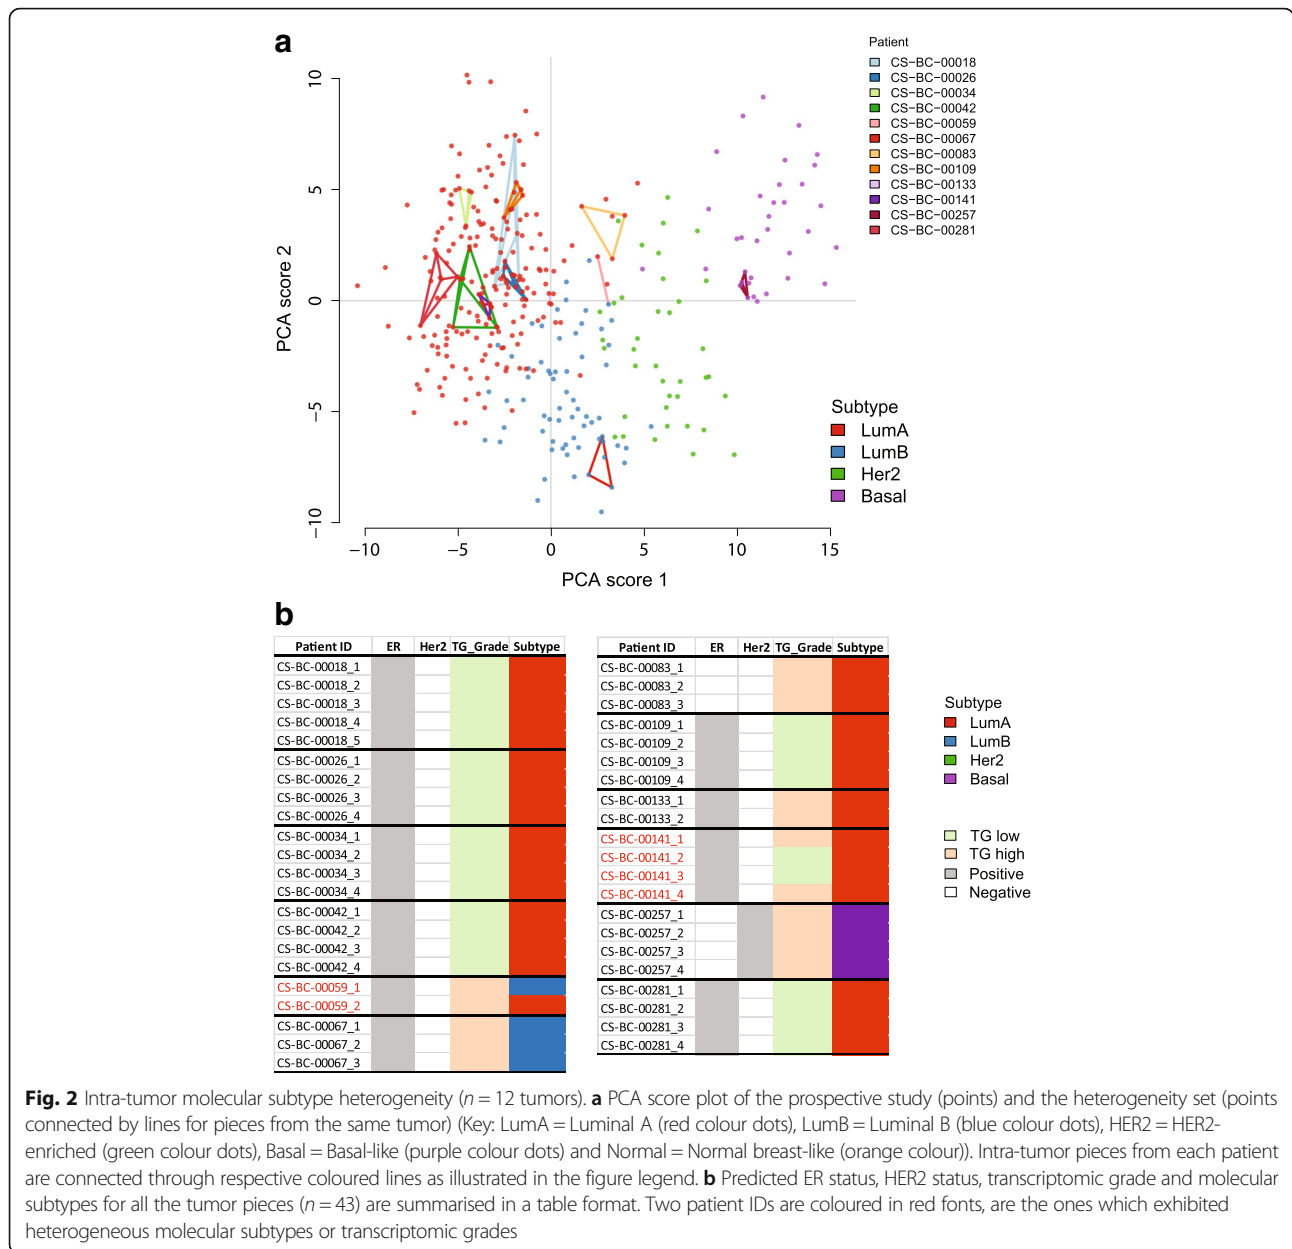 a
Patient
CS-BC-00018
CS-BC-00026
CS-BC-00034
CS-BC-00042
CS-BC-00059
CS-BC-00067
CS-BC-00083
CS-BC-00109
CS-BC-00133
CS-BC-00141
CS-BC-00257
CS-BC-00281
10
5
0
−5
−10
PCA score 2
−10 −5 0 5 10 15
PCA score 1
Subtype
LumA
LumB
Her2
Basal
b
Patient ID ER Her2 TG_Grade Subtype
CS-BC-00018_1
CS-BC-00018_2
CS-BC-00018_3
CS-BC-00018_4
CS-BC-00018_5
CS-BC-00026_1
CS-BC-00026_2
CS-BC-00026_3
CS-BC-00026_4
CS-BC-00034_1
CS-BC-00034_2
CS-BC-00034_3
CS-BC-00034_4
CS-BC-00042_1
CS-BC-00042_2
CS-BC-00042_3
CS-BC-00042_4
CS-BC-00059_1
CS-BC-00059_2
CS-BC-00067_1
CS-BC-00067_2
CS-BC-00067_3
Patient ID ER Her2 TG_Grade Subtype
CS-BC-00083_1
CS-BC-00083_2
CS-BC-00083_3
CS-BC-00109_1
CS-BC-00109_2
CS-BC-00109_3
CS-BC-00109_4
CS-BC-00133_1
CS-BC-00133_2
CS-BC-00141_1
CS-BC-00141_2
CS-BC-00141_3
CS-BC-00141_4
CS-BC-00257_1
CS-BC-00257_2
CS-BC-00257_3
CS-BC-00257_4
CS-BC-00281_1
CS-BC-00281_2
CS-BC-00281_3
CS-BC-00281_4
Subtype
LumA
LumB
Her2
Basal
TG low
TG high
Positive
Negative
Fig. 2 Intra-tumor molecular subtype heterogeneity (n = 12 tumors). a PCA score plot of the prospective study (points) and the heterogeneity set (points
connected by lines for pieces from the same tumor) (Key: LumA = Luminal A (red colour dots), LumB = Luminal B (blue colour dots), HER2 = HER2-
enriched (green colour dots), Basal = Basal-like (purple colour dots) and Normal = Normal breast-like (orange colour)). Intra-tumor pieces from each patient
are connected through respective coloured lines as illustrated in the figure legend. b Predicted ER status, HER2 status, transcriptomic grade and molecular
subtypes for all the tumor pieces (n = 43) are summarised in a table format. Two patient IDs are coloured in red fonts, are the ones which exhibited
heterogeneous molecular subtypes or transcriptomic grades